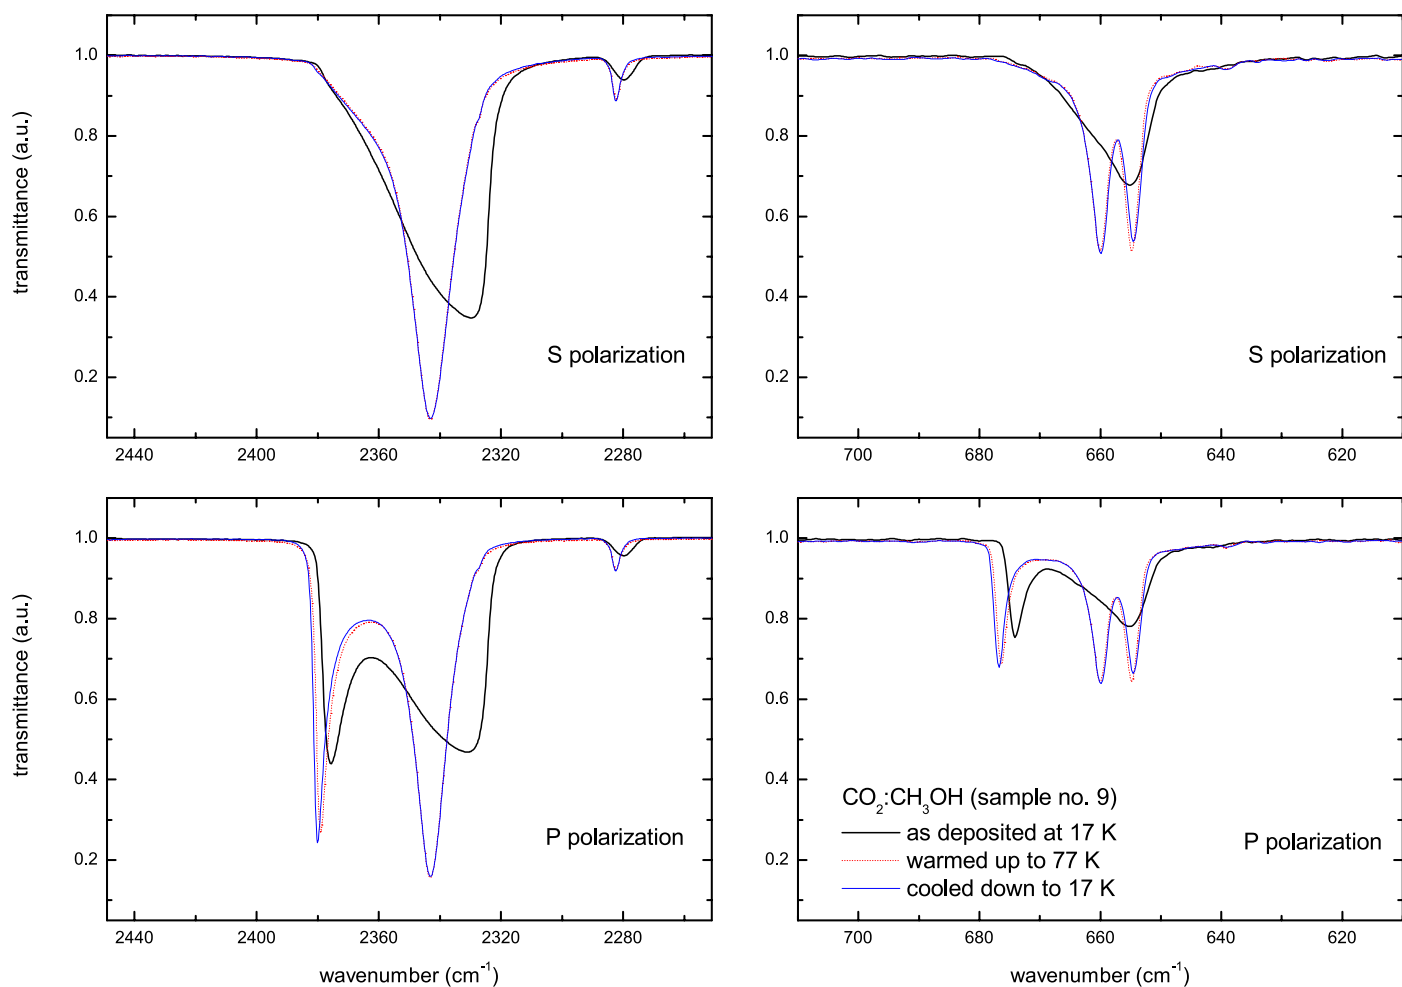 1.0
0.8
0.6
0.4
0.2
transmittance (a.u.)
S polarization
2440 2400 2360 2320 2280
1.0
0.8
0.6
0.4
0.2
S polarization
700 680 660 640 620
1.0
0.8
0.6
0.4
0.2
transmittance (a.u.)
P polarization
2440 2400 2360 2320 2280
wavenumber (cm⁻¹)
1.0
0.8
0.6
0.4
0.2
CO₂:CH₃OH (sample no. 9)
as deposited at 17 K
warmed up to 77 K
cooled down to 17 K
P polarization
700 680 660 640 620
wavenumber (cm⁻¹)